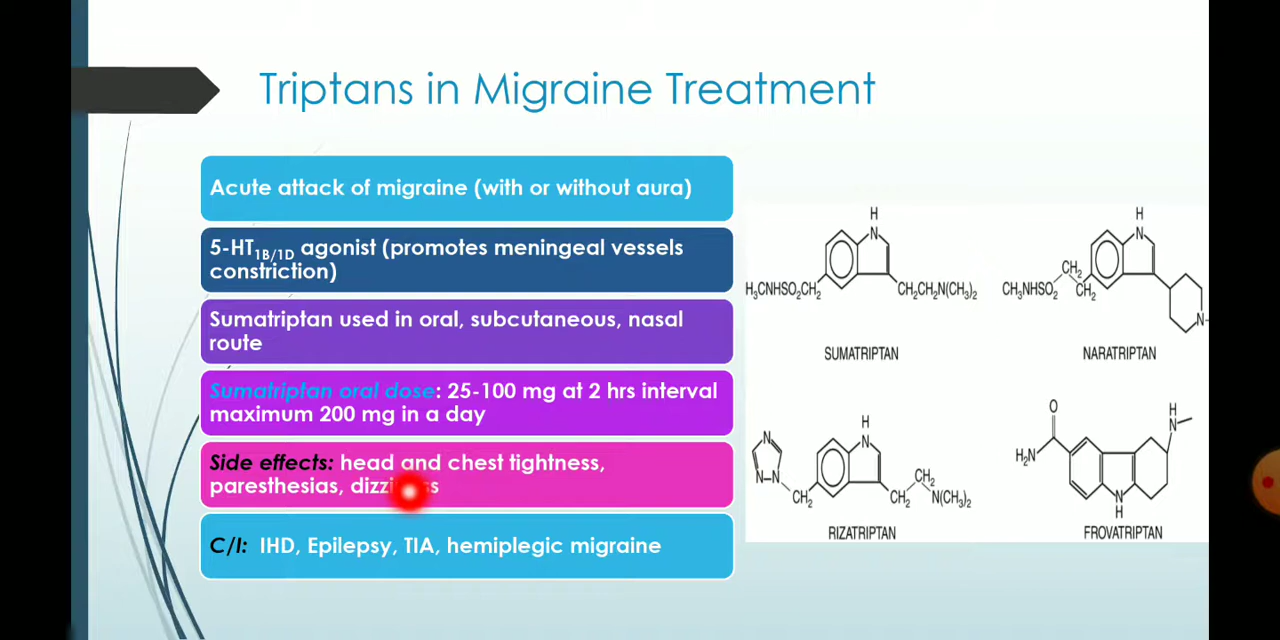 Triptans in Migraine Treatment
Acute attack of migraine (with or without aura)
5-HT1B/1D agonist (promotes meningeal vessels
constriction)
Sumatriptan used in oral, subcutaneous, nasal
route
Sumatriptan oral dose: 25-100 mg at 2 hrs interval
maximum 200 mg in a day
Side effects: head and chest tightness,
paresthesias,
C/I: IHD, Epilepsy, TIA, hemiplegic migraine
H
N
H3CNHSO2CH2
CH2CH2N(CH3)2
SUMATRIPTAN
H
N
CH2
CH3NHSO2
CH2
N
NARATRIPTAN
H
N
N
N—N
CH2
CH2
CH2
N(CH3)2
RIZATRIPTAN
O
H
N
H2N
N
H
FROVATRIPTAN